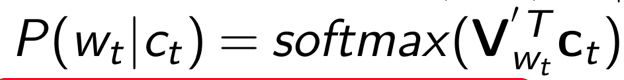 P(w_t|c_t) = softmax(V'^T_{w_t} c_t)